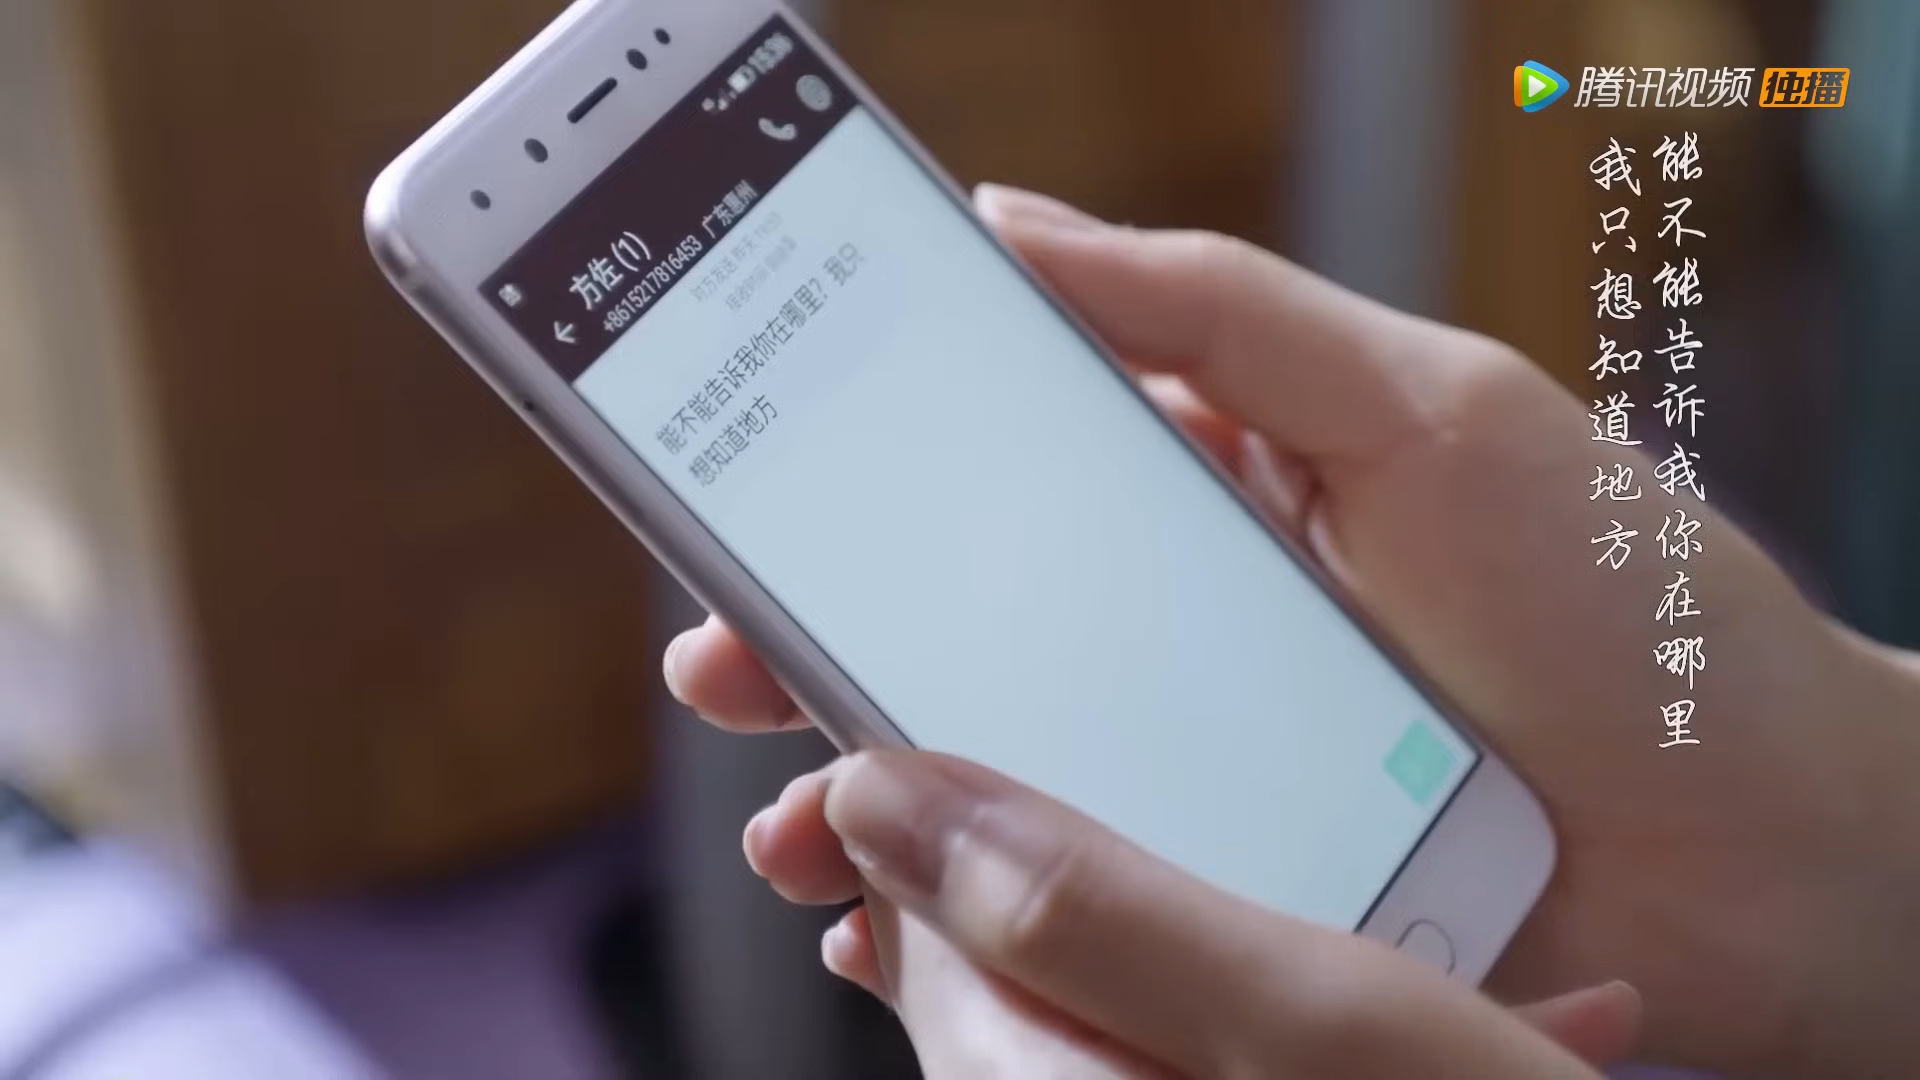 腾讯视频 独播
能不能告诉我你在哪里
我只想知道地方
15:36
方佐(1)
+8615217816453 广东惠州
能不能告诉我你在哪里?我只
想知道地方